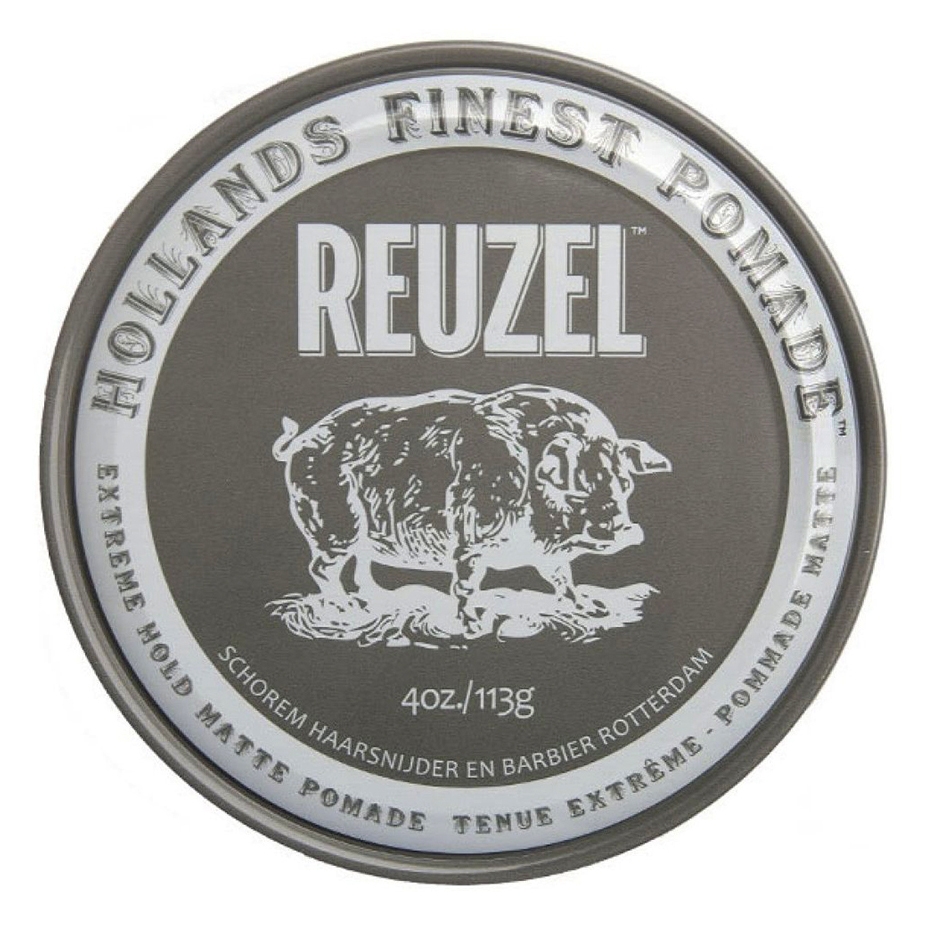 HOLLANDS FINEST POMADE™
REUZEL™
4oz./113g
SCHOREM HAARSNIJDER EN BARBIER ROTTERDAM
EXTREME HOLD MATTE POMADE TENUE EXTRÊME - POMMADE MATTE